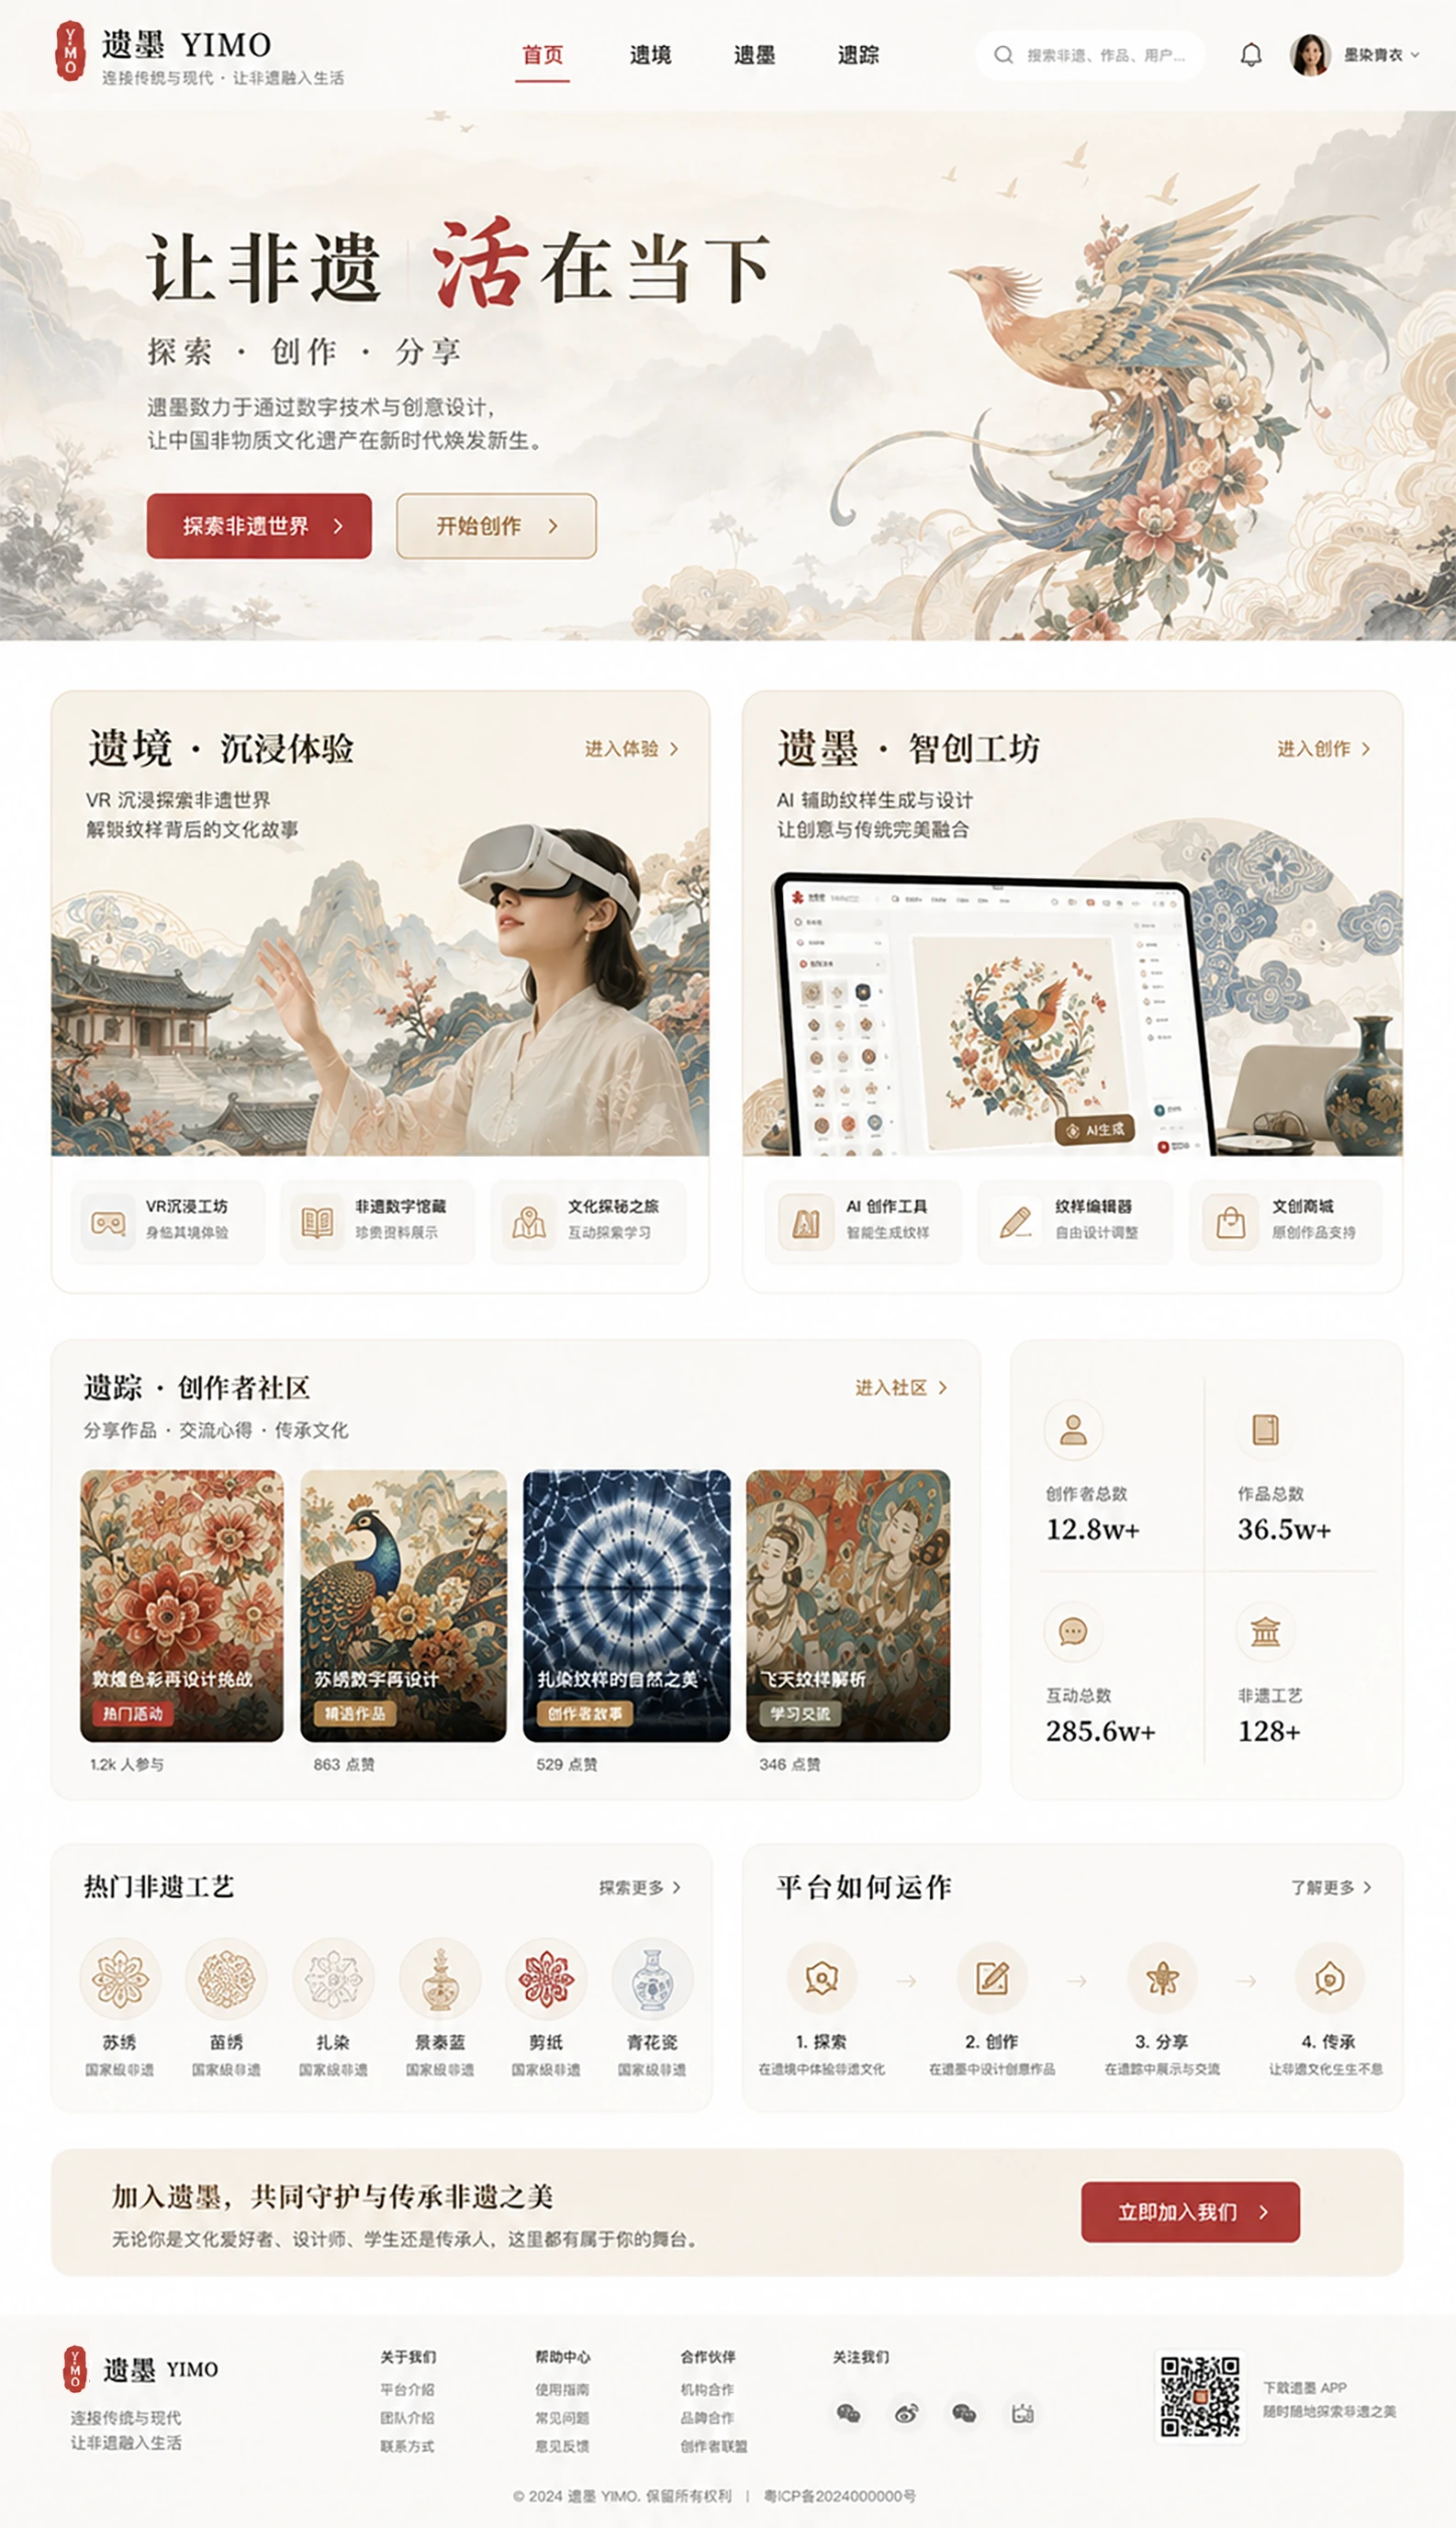 YIMO
遗墨 YIMO
连接传统与现代 · 让非遗融入生活
首页
遗境
遗墨
遗踪
搜索非遗、作品、用户...
墨染青衣
让非遗 活在当下
探索 · 创作 · 分享
遗墨致力于通过数字技术与创意设计，
让中国非物质文化遗产在新时代焕发新生。
探索非遗世界
开始创作
遗境 · 沉浸体验
进入体验
VR 沉浸探索非遗世界
解锁纹样背后的文化故事
VR沉浸工坊
身临其境体验
非遗数字馆藏
珍贵资料展示
文化探秘之旅
互动探索学习
遗墨 · 智创工坊
进入创作
AI 辅助纹样生成与设计
让创意与传统完美融合
AI生成
AI 创作工具
智能生成纹样
纹样编辑器
自由设计调整
文创商城
原创作品支持
遗踪 · 创作者社区
进入社区
分享作品 · 交流心得 · 传承文化
敦煌色彩再设计挑战
热门活动
1.2k 人参与
苏绣数字再设计
精选作品
863 点赞
扎染纹样的自然之美
创作者故事
529 点赞
飞天纹样解析
学习交流
346 点赞
创作者总数
12.8w+
作品总数
36.5w+
互动总数
285.6w+
非遗工艺
128+
热门非遗工艺
探索更多
苏绣
国家级非遗
苗绣
国家级非遗
扎染
国家级非遗
景泰蓝
国家级非遗
剪纸
国家级非遗
青花瓷
国家级非遗
平台如何运作
了解更多
1. 探索
在遗境中体验非遗文化
2. 创作
在遗墨中设计创意作品
3. 分享
在遗踪中展示与交流
4. 传承
让非遗文化生生不息
加入遗墨，共同守护与传承非遗之美
无论你是文化爱好者、设计师、学生还是传承人，这里都有属于你的舞台。
立即加入我们
YIMO
遗墨 YIMO
连接传统与现代
让非遗融入生活
关于我们
平台介绍
团队介绍
联系方式
帮助中心
使用指南
常见问题
意见反馈
合作伙伴
机构合作
品牌合作
创作者联盟
关注我们
下载遗墨 APP
随时随地探索非遗之美
© 2024 遗墨 YIMO. 保留所有权利 | 粤ICP备2024000000号